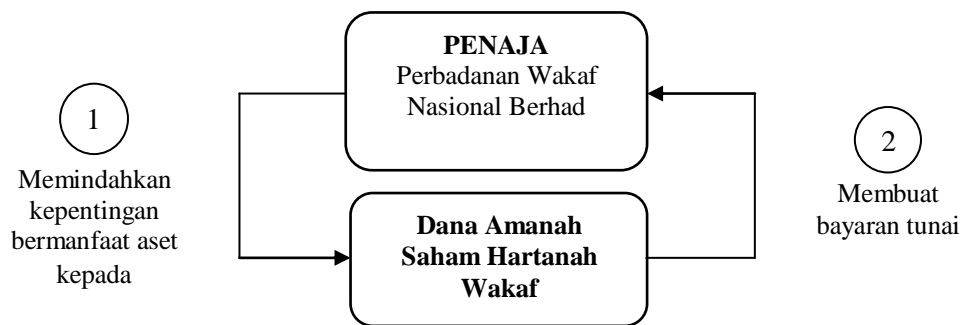 PENAJA
Perbadanan Wakaf
Nasional Berhad
1
Memindahkan
kepentingan
bermanfaat aset
kepada
2
Membuat
bayaran tunai
Dana Amanah
Saham Hartanah
Wakaf